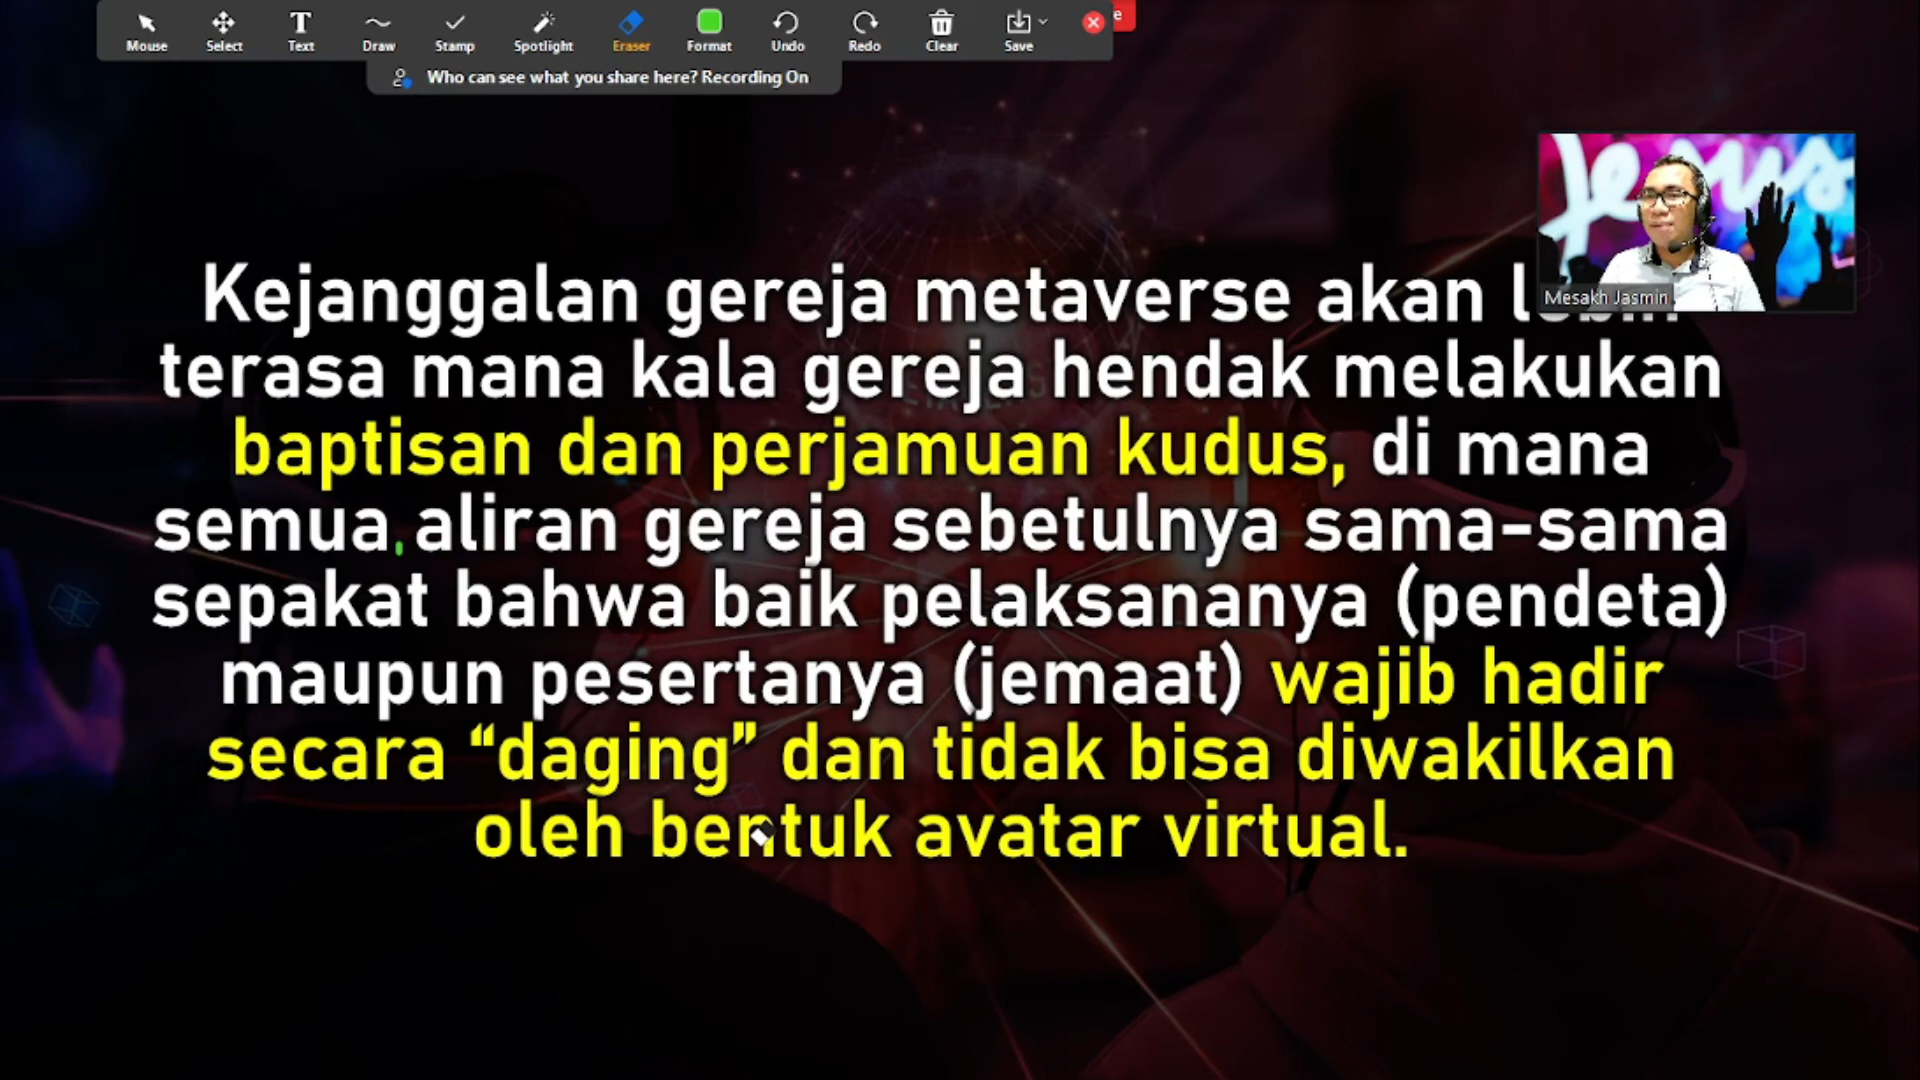 Mouse Select Text Draw Stamp Spotlight Eraser Format Undo Redo Clear Save
Who can see what you share here? Recording On
Jesus
Mesakh Jasmin
Kejanggalan gereja metaverse akan
terasa mana kala gereja hendak melakukan
baptisan dan perjamuan kudus, di mana
semua aliran gereja sebetulnya sama-sama
sepakat bahwa baik pelaksananya (pendeta)
maupun pesertanya (jemaat) wajib hadir
secara “daging” dan tidak bisa diwakilkan
oleh bentuk avatar virtual.